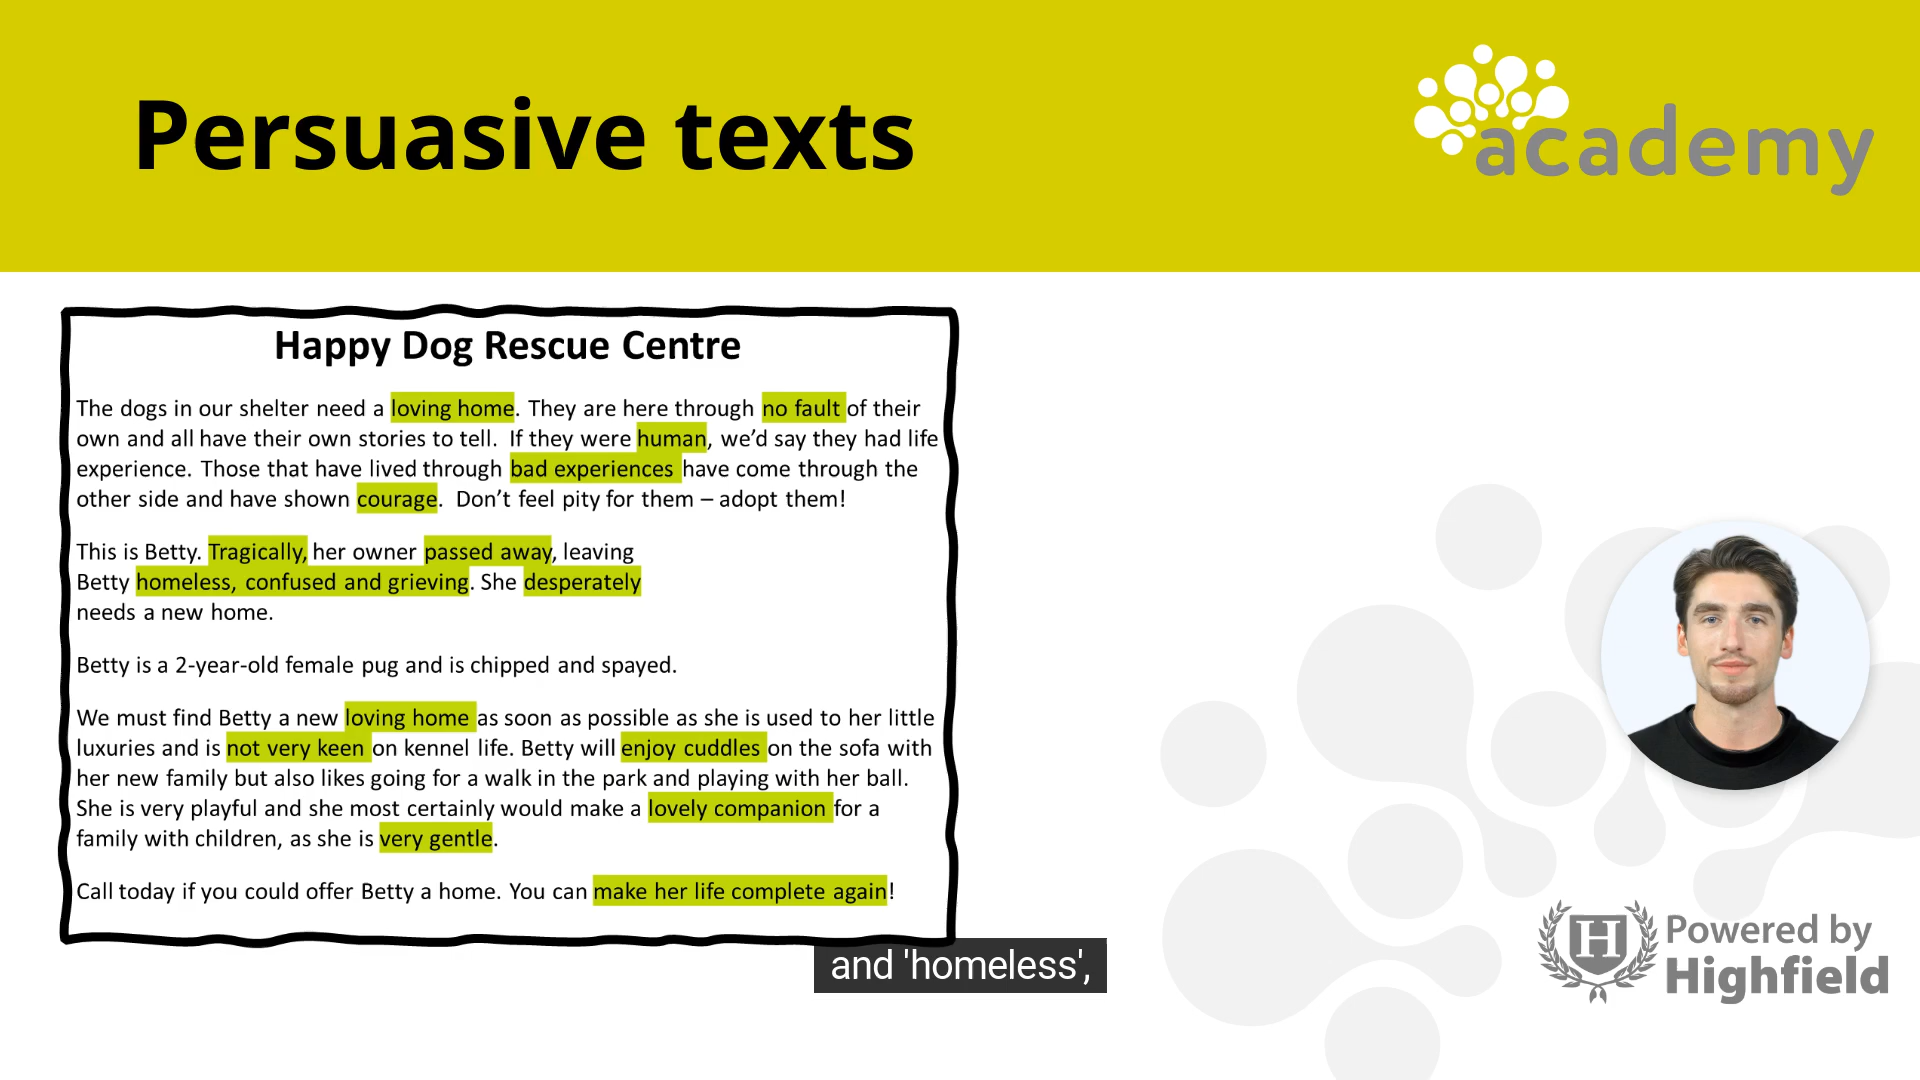 Persuasive texts
academy
Happy Dog Rescue Centre
The dogs in our shelter need a loving home. They are here through no fault of their
own and all have their own stories to tell. If they were human, we’d say they had life
experience. Those that have lived through bad experiences have come through the
other side and have shown courage. Don’t feel pity for them – adopt them!
This is Betty. Tragically, her owner passed away, leaving
Betty homeless, confused and grieving. She desperately
needs a new home.
Betty is a 2-year-old female pug and is chipped and spayed.
We must find Betty a new loving home as soon as possible as she is used to her little
luxuries and is not very keen on kennel life. Betty will enjoy cuddles on the sofa with
her new family but also likes going for a walk in the park and playing with her ball.
She is very playful and she most certainly would make a lovely companion for a
family with children, as she is very gentle.
Call today if you could offer Betty a home. You can make her life complete again!
and 'homeless',
H
Powered by
Highfield